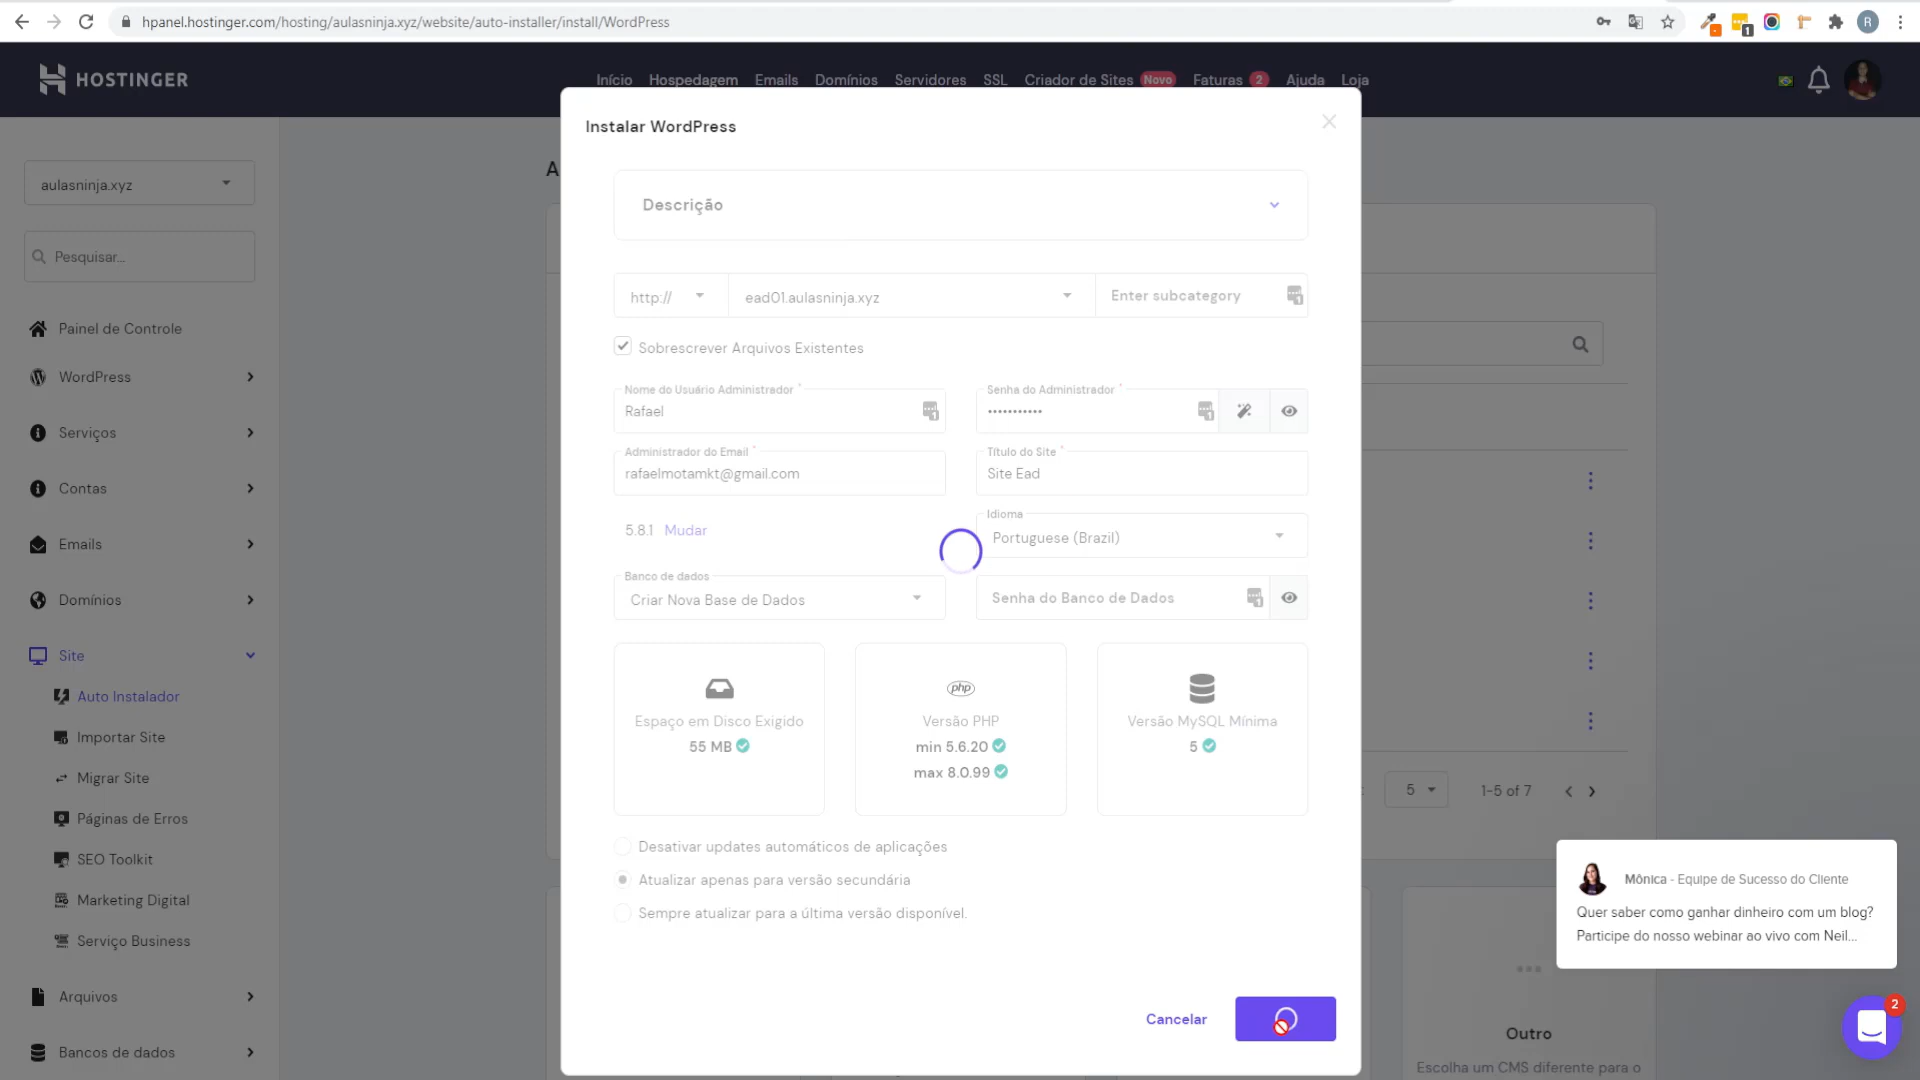 hpanel.hostinger.com/hosting/aulasninja.xyz/website/auto-installer/install/WordPress
1
R
HOSTINGER
Início Hospedagem Emails Domínios Servidores SSL Criador de Sites Novo Faturas 2 Ajuda Loja
aulasninja.xyz
Pesquisar...
Painel de Controle
WordPress
Serviços
Contas
Emails
Domínios
Site
Auto Instalador
Importar Site
Migrar Site
Páginas de Erros
SEO Toolkit
Marketing Digital
Serviço Business
Arquivos
Bancos de dados
A
Instalar WordPress
Descrição
http:// ead01.aulasninja.xyz Enter subcategory
Sobrescrever Arquivos Existentes
Nome do Usuário Administrador * Senha do Administrador *
Rafael •••••••••••
Administrador do Email * Título do Site *
rafaelmotamkt@gmail.com Site Ead
Idioma
5.8.1 Mudar Portuguese (Brazil)
Banco de dados
Criar Nova Base de Dados Senha do Banco de Dados
php
Espaço em Disco Exigido Versão PHP Versão MySQL Mínima
55 MB min 5.6.20 5
max 8.0.99
Desativar updates automáticos de aplicações
Atualizar apenas para versão secundária
Sempre atualizar para a última versão disponível.
Cancelar
5 1-5 of 7
Mônica - Equipe de Sucesso do Cliente
Quer saber como ganhar dinheiro com um blog?
Participe do nosso webinar ao vivo com Neil...
2
Outro
Escolha um CMS diferente para o